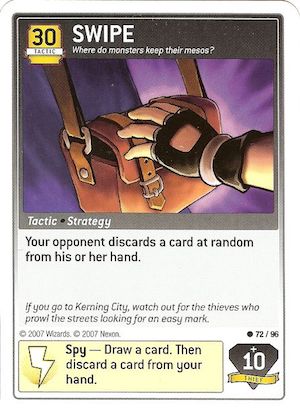 30
TACTIC
SWIPE
Where do monsters keep their mesos?
Tactic • Strategy
Your opponent discards a card at random
from his or her hand.
If you go to Kerning City, watch out for the thieves who
prowl the streets looking for an easy mark.
© 2007 Wizards. © 2007 Nexon.
● 72 / 96
Spy — Draw a card. Then
discard a card from your
hand.
+
10
THIEF